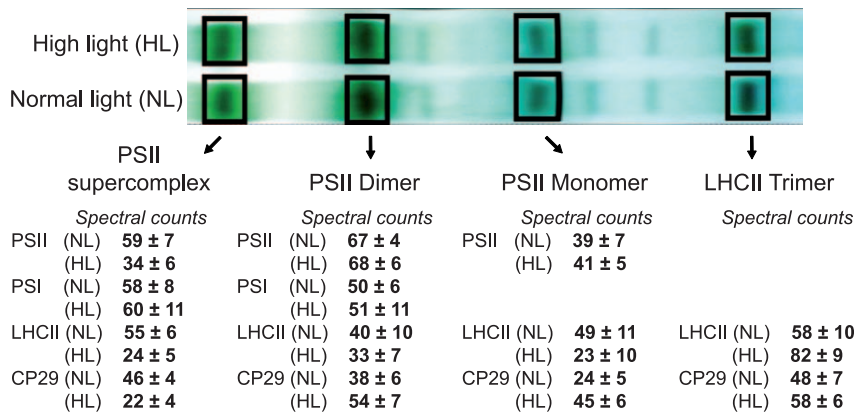 High light (HL)
Normal light (NL)
PSII supercomplex
PSII Dimer
PSII Monomer
LHCII Trimer
Spectral counts Spectral counts Spectral counts Spectral counts
PSII (NL) 59 ± 7 PSII (NL) 67 ± 4 PSII (NL) 39 ± 7
(HL) 34 ± 6 (HL) 68 ± 6 (HL) 41 ± 5
PSI (NL) 58 ± 8 PSI (NL) 50 ± 6
(HL) 60 ± 11 (HL) 51 ± 11
LHCII (NL) 55 ± 6 LHCII (NL) 40 ± 10 LHCII (NL) 49 ± 11 LHCII (NL) 58 ± 10
(HL) 24 ± 5 (HL) 33 ± 7 (HL) 23 ± 10 (HL) 82 ± 9
CP29 (NL) 46 ± 4 CP29 (NL) 38 ± 6 CP29 (NL) 24 ± 5 CP29 (NL) 48 ± 7
(HL) 22 ± 4 (HL) 54 ± 7 (HL) 45 ± 6 (HL) 58 ± 6